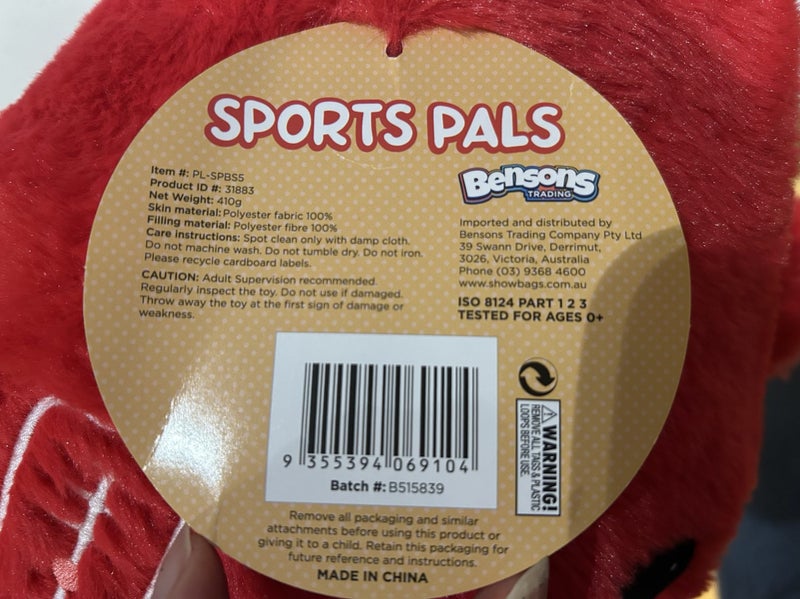 SPORTS PALS
Item #: PL-SPBS5
Product ID #: 31883
Net Weight: 410g
Skin material: Polyester fabric 100%
Filling material: Polyester fibre 100%
Care instructions: Spot clean only with damp cloth.
Do not machine wash. Do not tumble dry. Do not iron.
Please recycle cardboard labels.
CAUTION: Adult Supervision recommended.
Regularly inspect the toy. Do not use if damaged.
Throw away the toy at the first sign of damage or
weakness.
Bensons
TRADING
Imported and distributed by
Bensons Trading Company Pty Ltd
39 Swann Drive, Derrimut,
3026, Victoria, Australia
Phone (03) 9368 4600
www.showbags.com.au
ISO 8124 PART 1 2 3
TESTED FOR AGES 0+
WARNING!
REMOVE ALL TAGS & PLASTIC
LOOPS BEFORE USE.
9 355394 069104
Batch #: B515839
Remove all packaging and similar
attachments before using this product or
giving it to a child. Retain this packaging for
future reference and instructions.
MADE IN CHINA